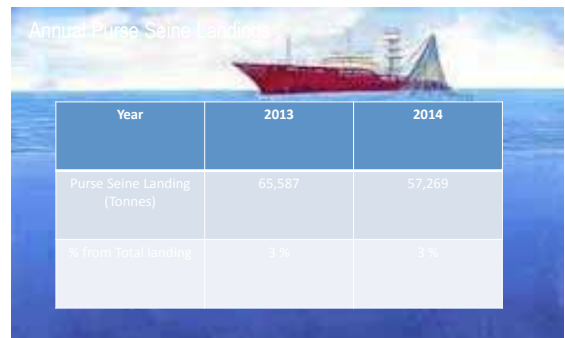 Annual Purse Seine Landings
Year 2013 2014
Purse Seine Landing 65,587 57,269
(Tonnes)
% from Total landing 3 % 3 %